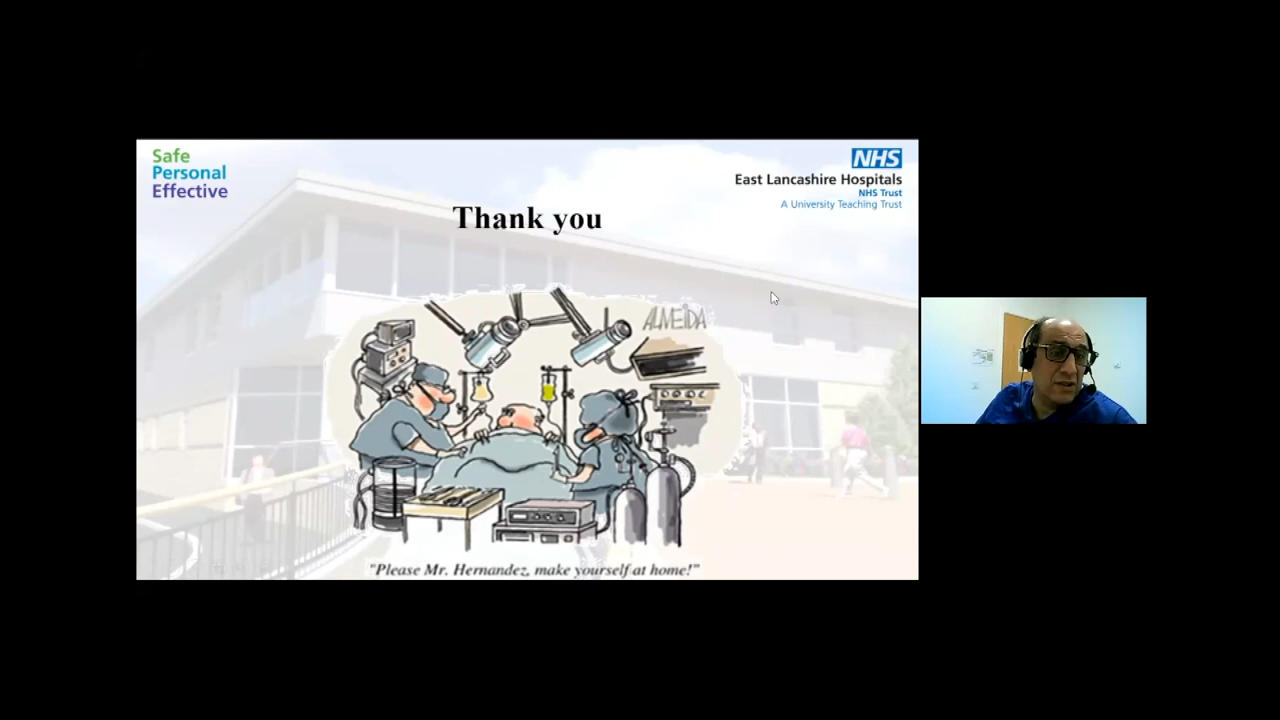 Safe
Personal
Effective
NHS
East Lancashire Hospitals
NHS Trust
A University Teaching Trust
Thank you
ALMEIDA
"Please Mr. Hernandez, make yourself at home!"